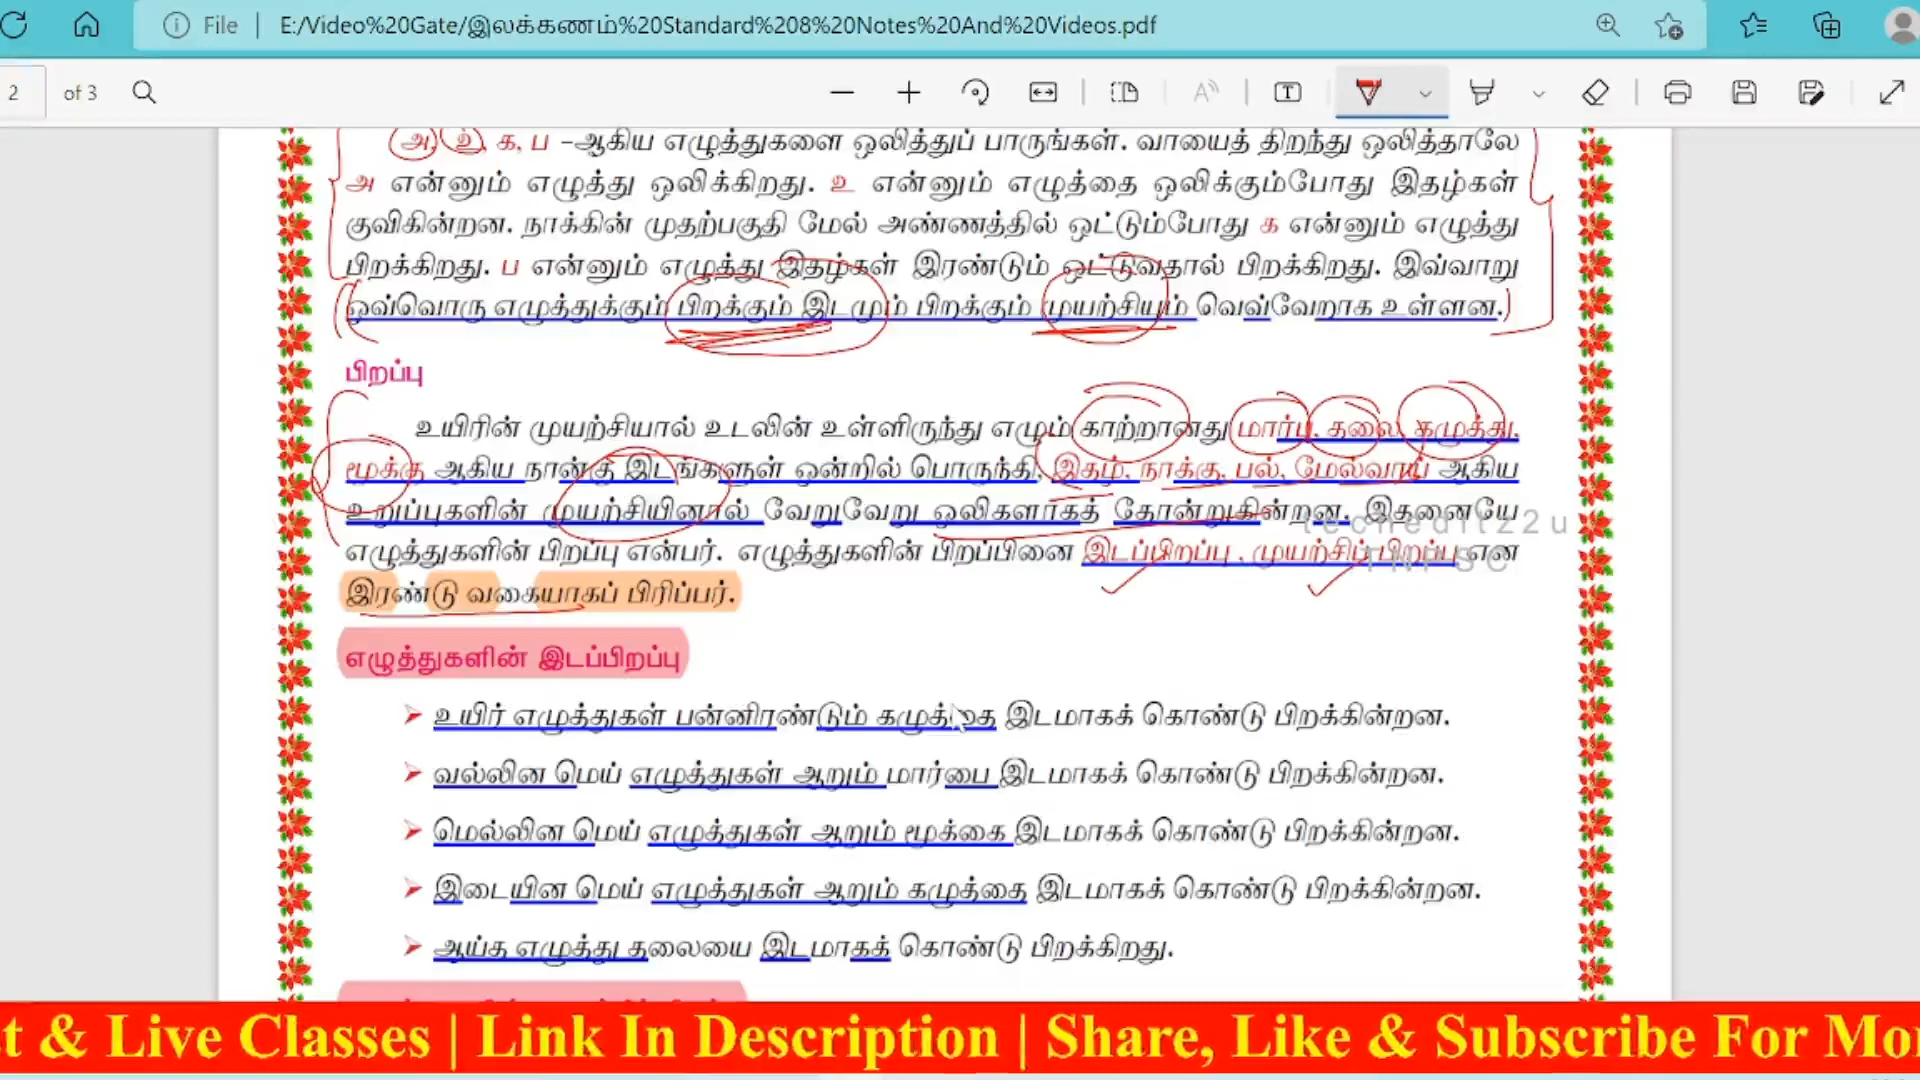 File | E:/Video%20Gate/இலக்கணம்%20Standard%208%20Notes%20And%20Videos.pdf
2 of 3
அ, உ, க, ப –ஆகிய எழுத்துகளை ஒலித்துப் பாருங்கள். வாயைத் திறந்து ஒலித்தாலே
அ என்னும் எழுத்து ஒலிக்கிறது. உ என்னும் எழுத்தை ஒலிக்கும்போது இதழ்கள்
குவிகின்றன. நாக்கின் முதற்பகுதி மேல் அண்ணத்தில் ஒட்டும்போது க என்னும் எழுத்து
பிறக்கிறது. ப என்னும் எழுத்து இதழ்கள் இரண்டும் ஒட்டுவதால் பிறக்கிறது. இவ்வாறு
ஒவ்வொரு எழுத்துக்கும் பிறக்கும் இடமும் பிறக்கும் முயற்சியும் வெவ்வேறாக உள்ளன.
பிறப்பு
உயிரின் முயற்சியால் உடலின் உள்ளிருந்து எழும் காற்றானது மார்பு, தலை, கழுத்து,
மூக்கு ஆகிய நான்கு இடங்களுள் ஒன்றில் பொருந்தி, இதழ், நாக்கு, பல், மேல்வாய் ஆகிய
உறுப்புகளின் முயற்சியினால் வேறுவேறு ஒலிகளாகத் தோன்றுகின்றன. இதனையே
எழுத்துகளின் பிறப்பு என்பர். எழுத்துகளின் பிறப்பினை இடப்பிறப்பு , முயற்சிப் பிறப்பு என
இரண்டு வகையாகப் பிரிப்பர்.
TNPSC
எழுத்துகளின் இடப்பிறப்பு
உயிர் எழுத்துகள் பன்னிரண்டும் கழுத்தை இடமாகக் கொண்டு பிறக்கின்றன.
வல்லின மெய் எழுத்துகள் ஆறும் மார்பை இடமாகக் கொண்டு பிறக்கின்றன.
மெல்லின மெய் எழுத்துகள் ஆறும் மூக்கை இடமாகக் கொண்டு பிறக்கின்றன.
இடையின மெய் எழுத்துகள் ஆறும் கழுத்தை இடமாகக் கொண்டு பிறக்கின்றன.
ஆய்த எழுத்து தலையை இடமாகக் கொண்டு பிறக்கிறது.
t & Live Classes | Link In Description | Share, Like & Subscribe For Mo